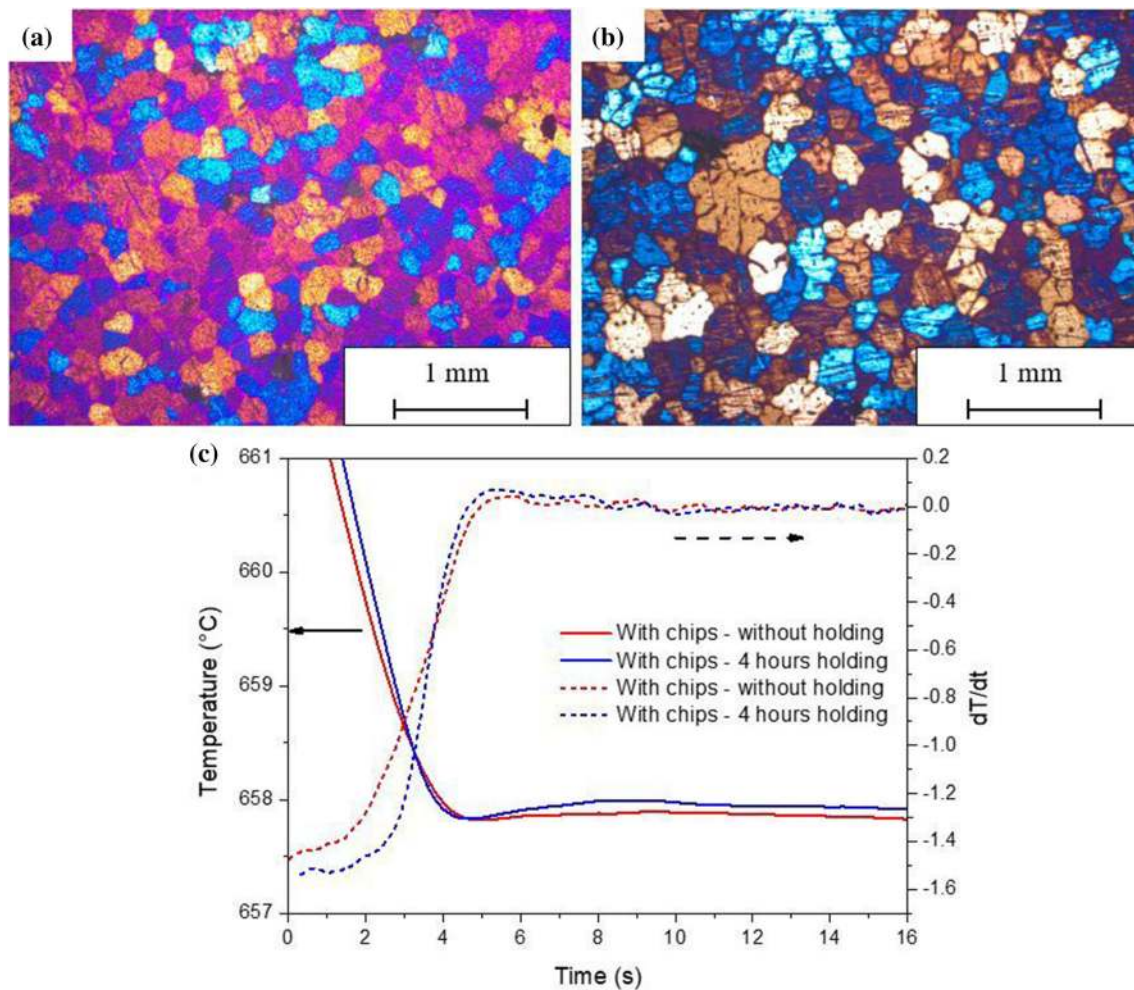 (a)
(b)
1 mm
1 mm
(c)
661
660
659
658
657
Temperature (°C)
0.2
0.0
-0.2
-0.4
-0.6
-0.8
-1.0
-1.2
-1.4
-1.6
dT/dt
With chips - without holding
With chips - 4 hours holding
With chips - without holding
With chips - 4 hours holding
0 2 4 6 8 10 12 14 16
Time (s)